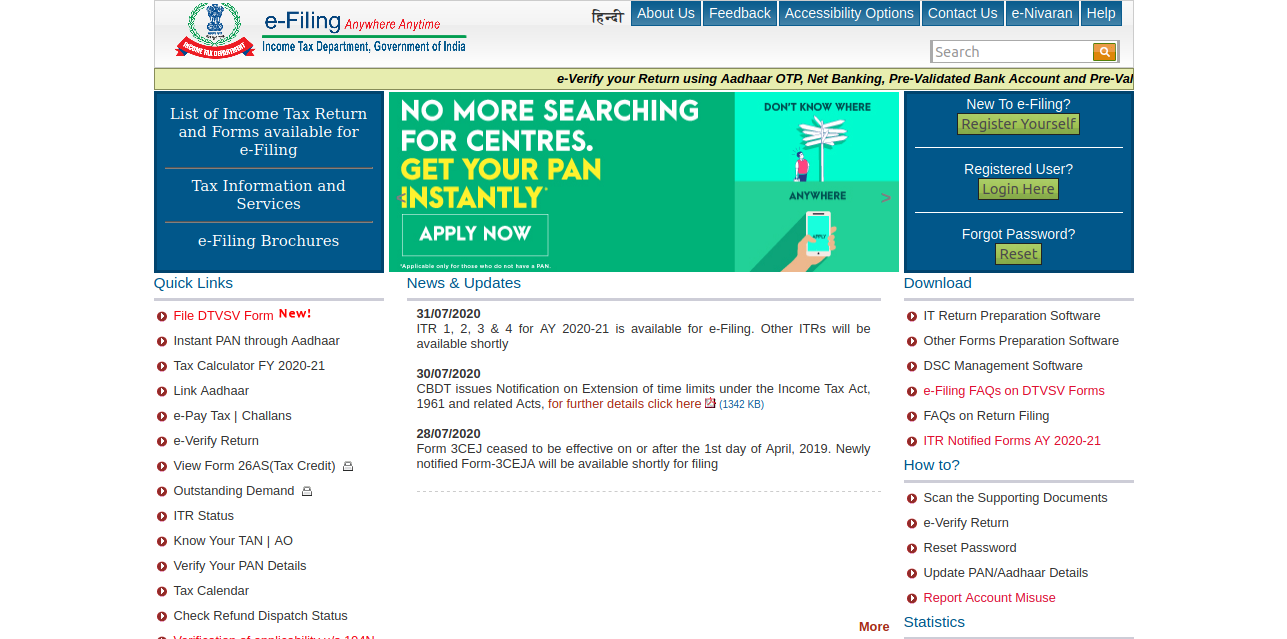 e-Filing Anywhere Anytime
Income Tax Department, Government of India
INCOME TAX DEPARTMENT
हिन्दी About Us Feedback Accessibility Options Contact Us e-Nivaran Help
Search
e-Verify your Return using Aadhaar OTP, Net Banking, Pre-Validated Bank Account and Pre-Val
List of Income Tax Return
and Forms available for
e-Filing
Tax Information and
Services
e-Filing Brochures
NO MORE SEARCHING
FOR CENTRES.
GET YOUR PAN
INSTANTLY*
APPLY NOW
*Applicable only for those who do not have a PAN.
DON'T KNOW WHERE
ANYWHERE
APPLY
<
>
New To e-Filing?
Register Yourself
Registered User?
Login Here
Forgot Password?
Reset
Quick Links
File DTVSV Form New!
Instant PAN through Aadhaar
Tax Calculator FY 2020-21
Link Aadhaar
e-Pay Tax | Challans
e-Verify Return
View Form 26AS(Tax Credit)
Outstanding Demand
ITR Status
Know Your TAN | AO
Verify Your PAN Details
Tax Calendar
Check Refund Dispatch Status
Verification of applicability u/s 194N
News & Updates
31/07/2020
ITR 1, 2, 3 & 4 for AY 2020-21 is available for e-Filing. Other ITRs will be
available shortly
30/07/2020
CBDT issues Notification on Extension of time limits under the Income Tax Act,
1961 and related Acts, for further details click here (1342 KB)
28/07/2020
Form 3CEJ ceased to be effective on or after the 1st day of April, 2019. Newly
notified Form-3CEJA will be available shortly for filing
More
Download
IT Return Preparation Software
Other Forms Preparation Software
DSC Management Software
e-Filing FAQs on DTVSV Forms
FAQs on Return Filing
ITR Notified Forms AY 2020-21
How to?
Scan the Supporting Documents
e-Verify Return
Reset Password
Update PAN/Aadhaar Details
Report Account Misuse
Statistics